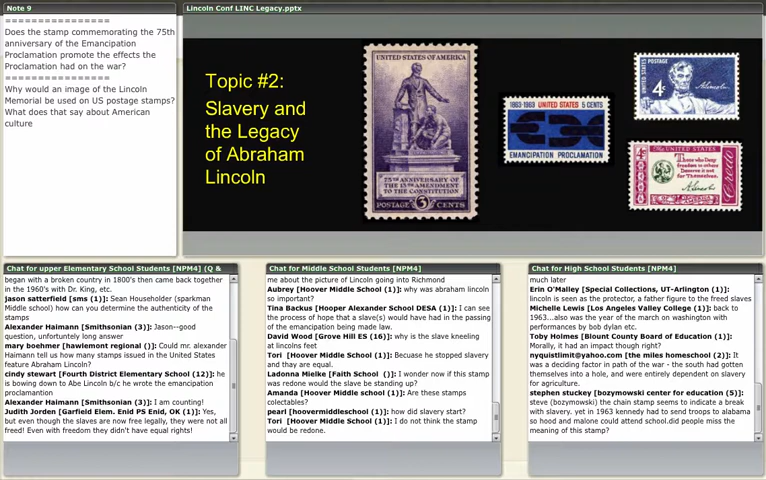 Note 9
Lincoln Conf LINC Legacy.pptx
================
Does the stamp commemorating the 75th
anniversary of the Emancipation
Proclamation promote the effects the
Proclamation had on the war?
================
Why would an image of the Lincoln
Memorial be used on US postage stamps?
What does that say about American
culture
Topic #2:
Slavery and
the Legacy
of Abraham
Lincoln
UNITED STATES OF AMERICA
75TH ANNIVERSARY OF
THE 13TH AMENDMENT
TO THE CONSTITUTION
POSTAGE 3 CENTS
1863-1963 UNITED STATES 5 CENTS
EMANCIPATION PROCLAMATION
U.S. POSTAGE
4¢
A. Lincoln
4¢ UNITED STATES
Those who Deny
freedom to others
Deserve it not
for Themselves.
A. Lincoln
Credo
Chat for upper Elementary School Students [NPM4] (Q &
began with a broken country in 1800's then came together
in the 1960's with Dr. King, etc.
jason satterfield [sms (1)]: Sean Householder (sparkman
Middle school) how can you determine the authenticity of the
stamps
Alexander Haimann [Smithsonian (3)]: Jason--good
question, unfortunately long answer
mary boehmer [hawlemont regional ()]: Could mr. alexander
Haimann tell us how many stamps issued in the United States
feature Abraham Lincoln?
cindy stewart [Fourth District Elementary School (12)]: he
is bowing down to Abe Lincoln b/c he wrote the emancipation
proclamantion
Alexander Haimann [Smithsonian (3)]: I am counting!
Judith Jorden [Garfield Elem. Enid PS Enid, OK (1)]: Yes,
but even though the slaves are now free legally, they were not all
freed! Even with freedom they didn't have equal rights!
Chat for Middle School Students [NPM4]
me about the picture of Lincoln going into Richmond
Aubrey [Hoover Middle School (1)]: why was abraham lincoln
so important?
Tina Backus [Hooper Alexander School DESA (1)]: I can see
the process of hope that a slave(s) would have had in the passing
of the emancipation being made law.
David Wood [Grove Hill ES (16)]: why is the slave kneeling
at lincolns feet
Tori [Hoover Middle School (1)]: Becuase he stopped slavery
and thy are equal.
Ladonna Mielke [Faith School ()]: I wonder now if this stamp
was redone would the slave be standing up?
Amanda [Hoover Middle School (1)]: Are these stamps
colectables?
pearl [hoovermiddleschool (1)]: how did slavery start?
Tori [Hoover Middle School (1)]: I do not think the stamp
would be redone.
Chat for High School Students [NPM4]
much later
Erin O'Malley [Special Collections, UT-Arlington (1)]:
lincoln is seen as the protector, a father figure to the freed slaves
Michelle Lewis [Los Angeles Valley College (1)]: back to
1963...also was the year of the march on washington with
performances by bob dylan etc.
Toby Holmes [Blount County Board of Education (1)]:
Morally, it had an impact though right?
nyquistlimit@yahoo.com [the miles homeschool (2)]: It
was a deciding factor in path of the war - the south had gotten
themselves into a hole, and were entirely dependent on slavery
for agriculture.
stephen stuckey [bozymowski center for education (5)]:
steve (bozymowski) the chain stamp seems to indicate a break
with slavery. yet in 1963 kennedy had to send troops to alabama
so hood and malone could attend school.did people miss the
meaning of this stamp?